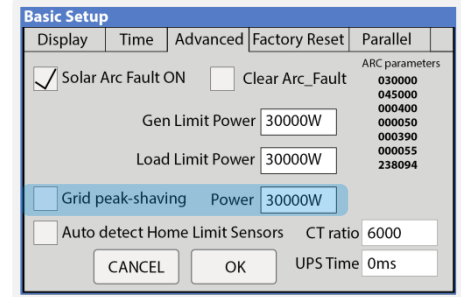 Basic Setup
Display Time Advanced Factory Reset Parallel
Solar Arc Fault ON Clear Arc_Fault
ARC parameters
030000
045000
000400
000050
000390
000055
238094
Gen Limit Power 30000W
Load Limit Power 30000W
Grid peak-shaving Power 30000W
Auto detect Home Limit Sensors CT ratio 6000
CANCEL OK UPS Time 0ms